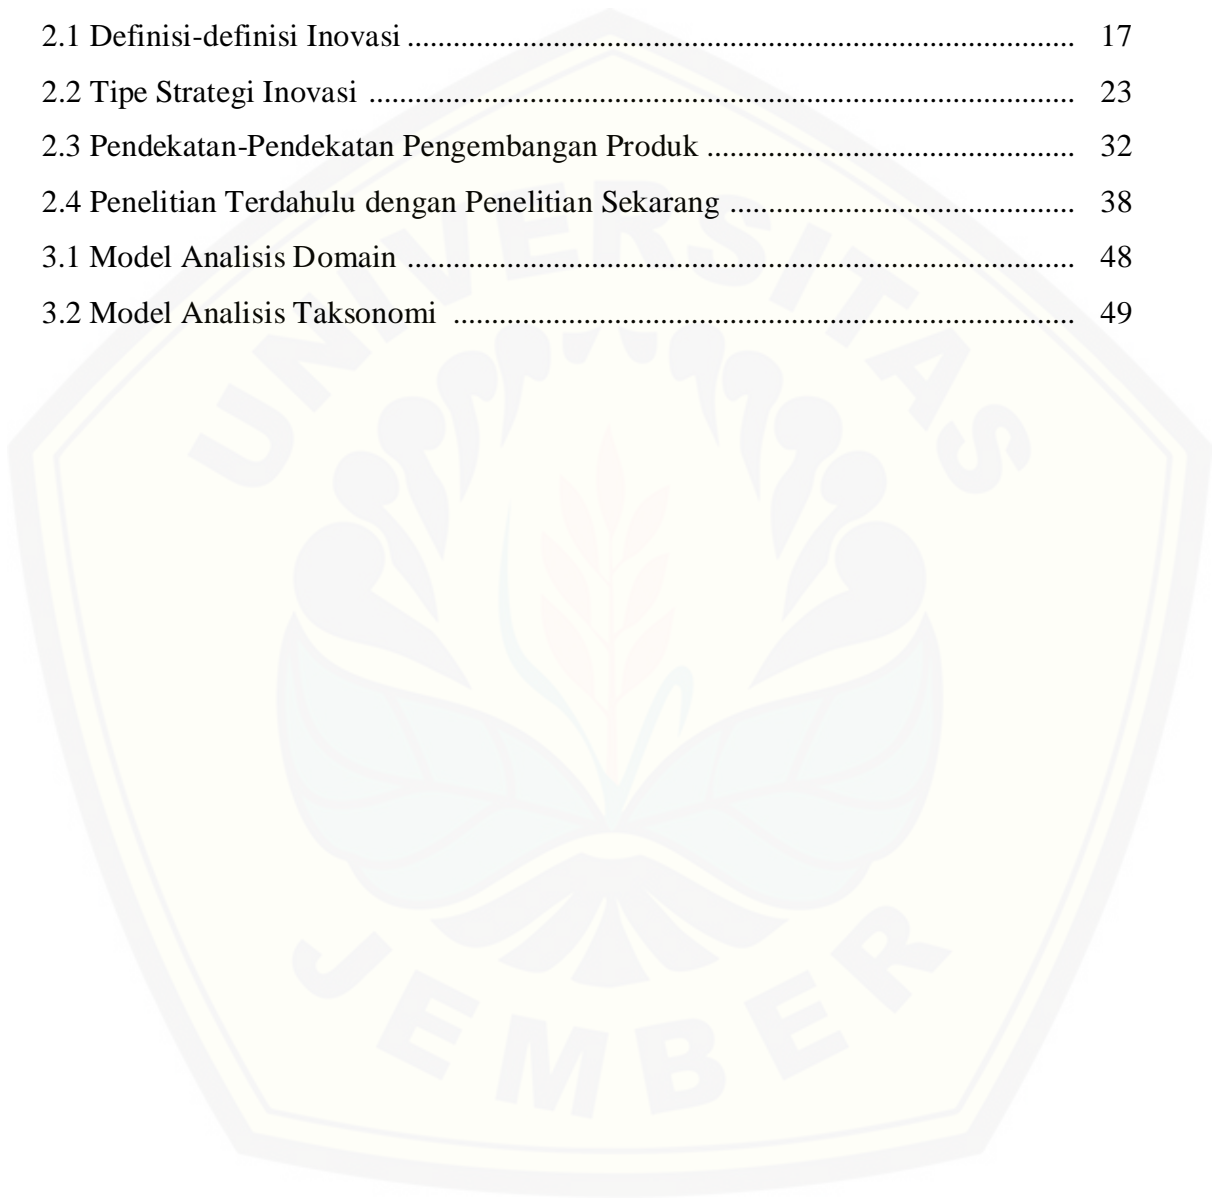 2.1 Definisi-definisi Inovasi ........................................................................... 17
2.2 Tipe Strategi Inovasi ............................................................................... 23
2.3 Pendekatan-Pendekatan Pengembangan Produk ......................................... 32
2.4 Penelitian Terdahulu dengan Penelitian Sekarang ....................................... 38
3.1 Model Analisis Domain ........................................................................... 48
3.2 Model Analisis Taksonomi ...................................................................... 49
UNIVERSITAS
JEMBER